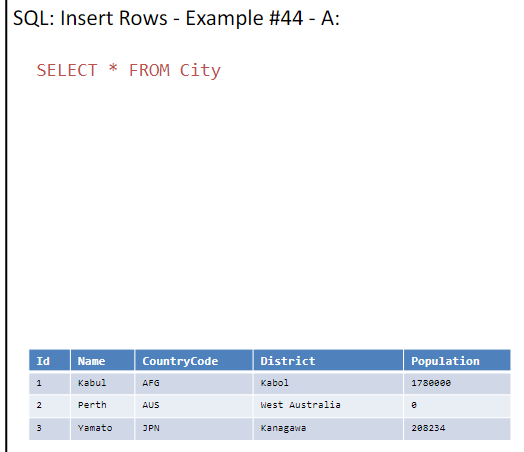 SQL: Insert Rows - Example #44 - A:
SELECT * FROM City
Id Name CountryCode District Population
1 Kabul AFG Kabol 1780000
2 Perth AUS West Australia 0
3 Yamato JPN Kanagawa 208234